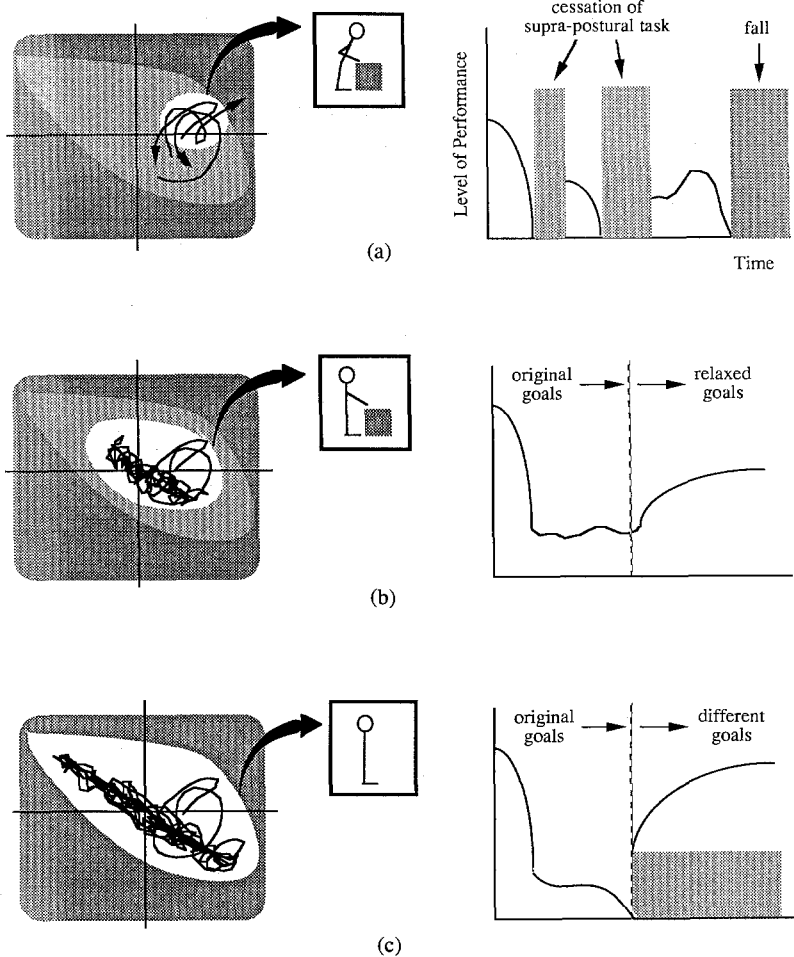 cessation of
supra-postural task
fall
Level of Performance
Time
(a)
original
goals
relaxed
goals
(b)
original
goals
different
goals
(c)